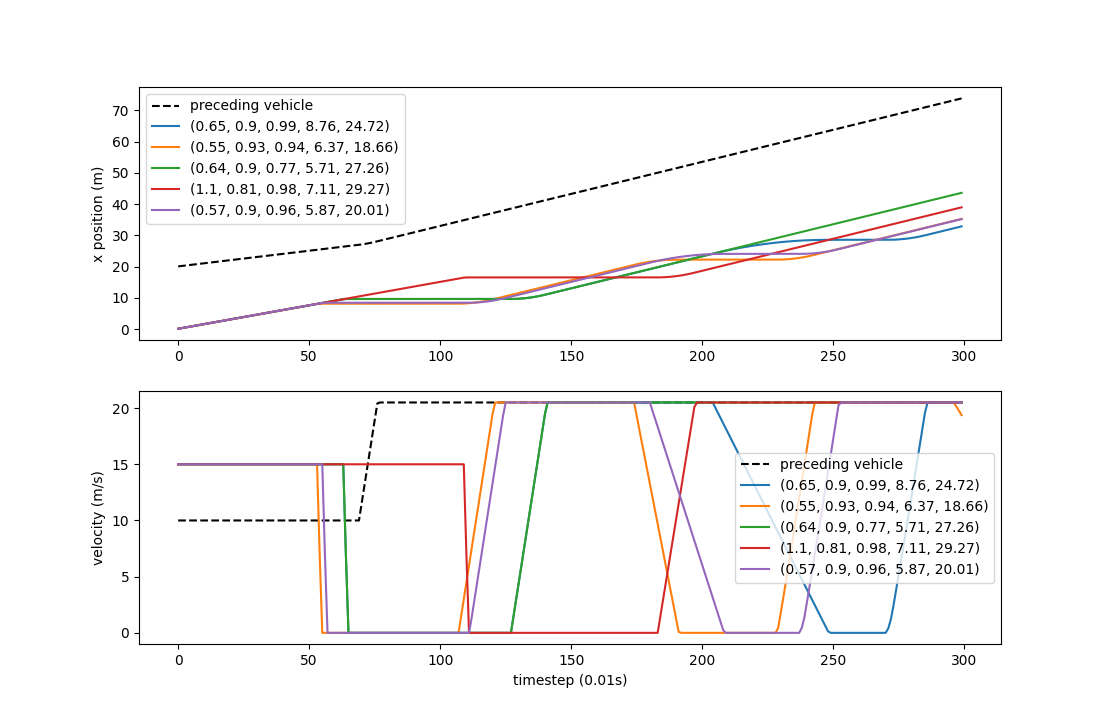 preceding vehicle
(0.65, 0.9, 0.99, 8.76, 24.72)
(0.55, 0.93, 0.94, 6.37, 18.66)
(0.64, 0.9, 0.77, 5.71, 27.26)
(1.1, 0.81, 0.98, 7.11, 29.27)
(0.57, 0.9, 0.96, 5.87, 20.01)
x position (m)
70
60
50
40
30
20
10
0
0 50 100 150 200 250 300
velocity (m/s)
20
15
10
5
0
preceding vehicle
(0.65, 0.9, 0.99, 8.76, 24.72)
(0.55, 0.93, 0.94, 6.37, 18.66)
(0.64, 0.9, 0.77, 5.71, 27.26)
(1.1, 0.81, 0.98, 7.11, 29.27)
(0.57, 0.9, 0.96, 5.87, 20.01)
0 50 100 150 200 250 300
timestep (0.01s)